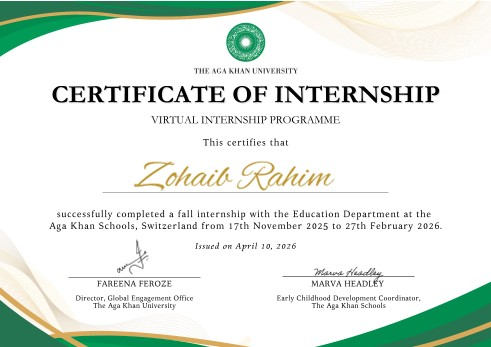 THE AGA KHAN UNIVERSITY
CERTIFICATE OF INTERNSHIP
VIRTUAL INTERNSHIP PROGRAMME
This certifies that
Zohaib Rahim
successfully completed a fall internship with the Education Department at the
Aga Khan Schools, Switzerland from 17th November 2025 to 27th February 2026.
Issued on April 10, 2026
Marva Headley
FAREENA FEROZE
MARVA HEADLEY
Director, Global Engagement Office
The Aga Khan University
Early Childhood Development Coordinator,
The Aga Khan Schools